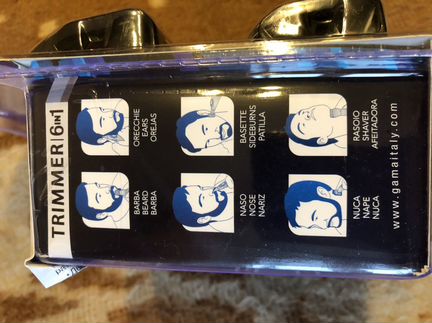 TRIMMER|6IN1
BARBA
BEARD
BARBA
ORECCHIE
EARS
OREJAS
NASO
NOSE
NARIZ
BASETTE
SIDEBURNS
PATILLA
NUCA
NAPE
NUCA
RASOIO
SHAVER
AFEITADORA
www.gamaitaly.com